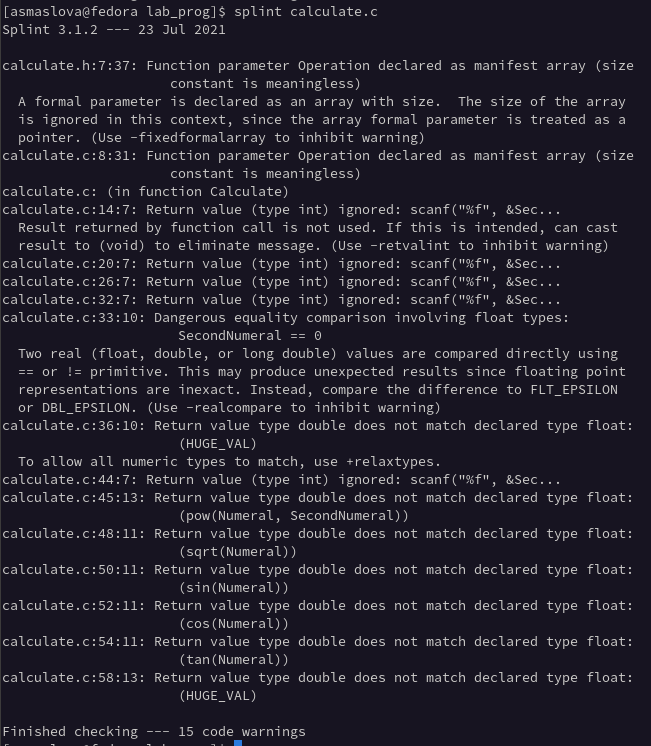 [asmaslova@fedora lab_prog]$ splint calculate.c
Splint 3.1.2 --- 23 Jul 2021
calculate.h:7:37: Function parameter Operation declared as manifest array (size
constant is meaningless)
A formal parameter is declared as an array with size. The size of the array
is ignored in this context, since the array formal parameter is treated as a
pointer. (Use -fixedformalarray to inhibit warning)
calculate.c:8:31: Function parameter Operation declared as manifest array (size
constant is meaningless)
calculate.c: (in function Calculate)
calculate.c:14:7: Return value (type int) ignored: scanf("%f", &Sec...
Result returned by function call is not used. If this is intended, can cast
result to (void) to eliminate message. (Use -retvalint to inhibit warning)
calculate.c:20:7: Return value (type int) ignored: scanf("%f", &Sec...
calculate.c:26:7: Return value (type int) ignored: scanf("%f", &Sec...
calculate.c:32:7: Return value (type int) ignored: scanf("%f", &Sec...
calculate.c:33:10: Dangerous equality comparison involving float types:
SecondNumeral == 0
Two real (float, double, or long double) values are compared directly using
== or != primitive. This may produce unexpected results since floating point
representations are inexact. Instead, compare the difference to FLT_EPSILON
or DBL_EPSILON. (Use -realcompare to inhibit warning)
calculate.c:36:10: Return value type double does not match declared type float:
(HUGE_VAL)
To allow all numeric types to match, use +relaxtypes.
calculate.c:44:7: Return value (type int) ignored: scanf("%f", &Sec...
calculate.c:45:13: Return value type double does not match declared type float:
(pow(Numeral, SecondNumeral))
calculate.c:48:11: Return value type double does not match declared type float:
(sqrt(Numeral))
calculate.c:50:11: Return value type double does not match declared type float:
(sin(Numeral))
calculate.c:52:11: Return value type double does not match declared type float:
(cos(Numeral))
calculate.c:54:11: Return value type double does not match declared type float:
(tan(Numeral))
calculate.c:58:13: Return value type double does not match declared type float:
(HUGE_VAL)
Finished checking --- 15 code warnings